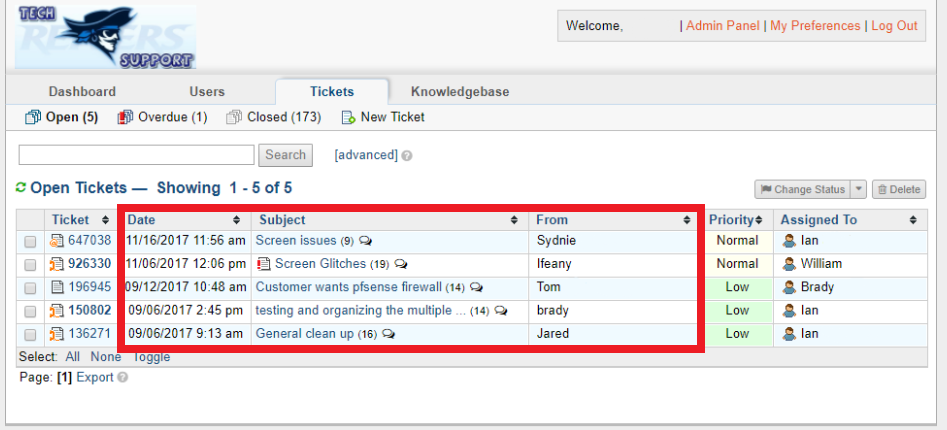 TECH
REAPERS
SUPPORT
Welcome, | Admin Panel | My Preferences | Log Out
Dashboard Users Tickets Knowledgebase
Open (5) Overdue (1) Closed (173) New Ticket
Search [advanced]
Open Tickets — Showing 1 - 5 of 5 Change Status Delete
Ticket Date Subject From Priority Assigned To
647038 11/16/2017 11:56 am Screen issues (9) Sydnie Normal Ian
926330 11/06/2017 12:06 pm Screen Glitches (19) Ifeany Normal William
196945 09/12/2017 10:48 am Customer wants pfsense firewall (14) Tom Low Brady
150802 09/06/2017 2:45 pm testing and organizing the multiple ... (14) brady Low Ian
136271 09/06/2017 9:13 am General clean up (16) Jared Low Ian
Select: All None Toggle
Page: [1] Export